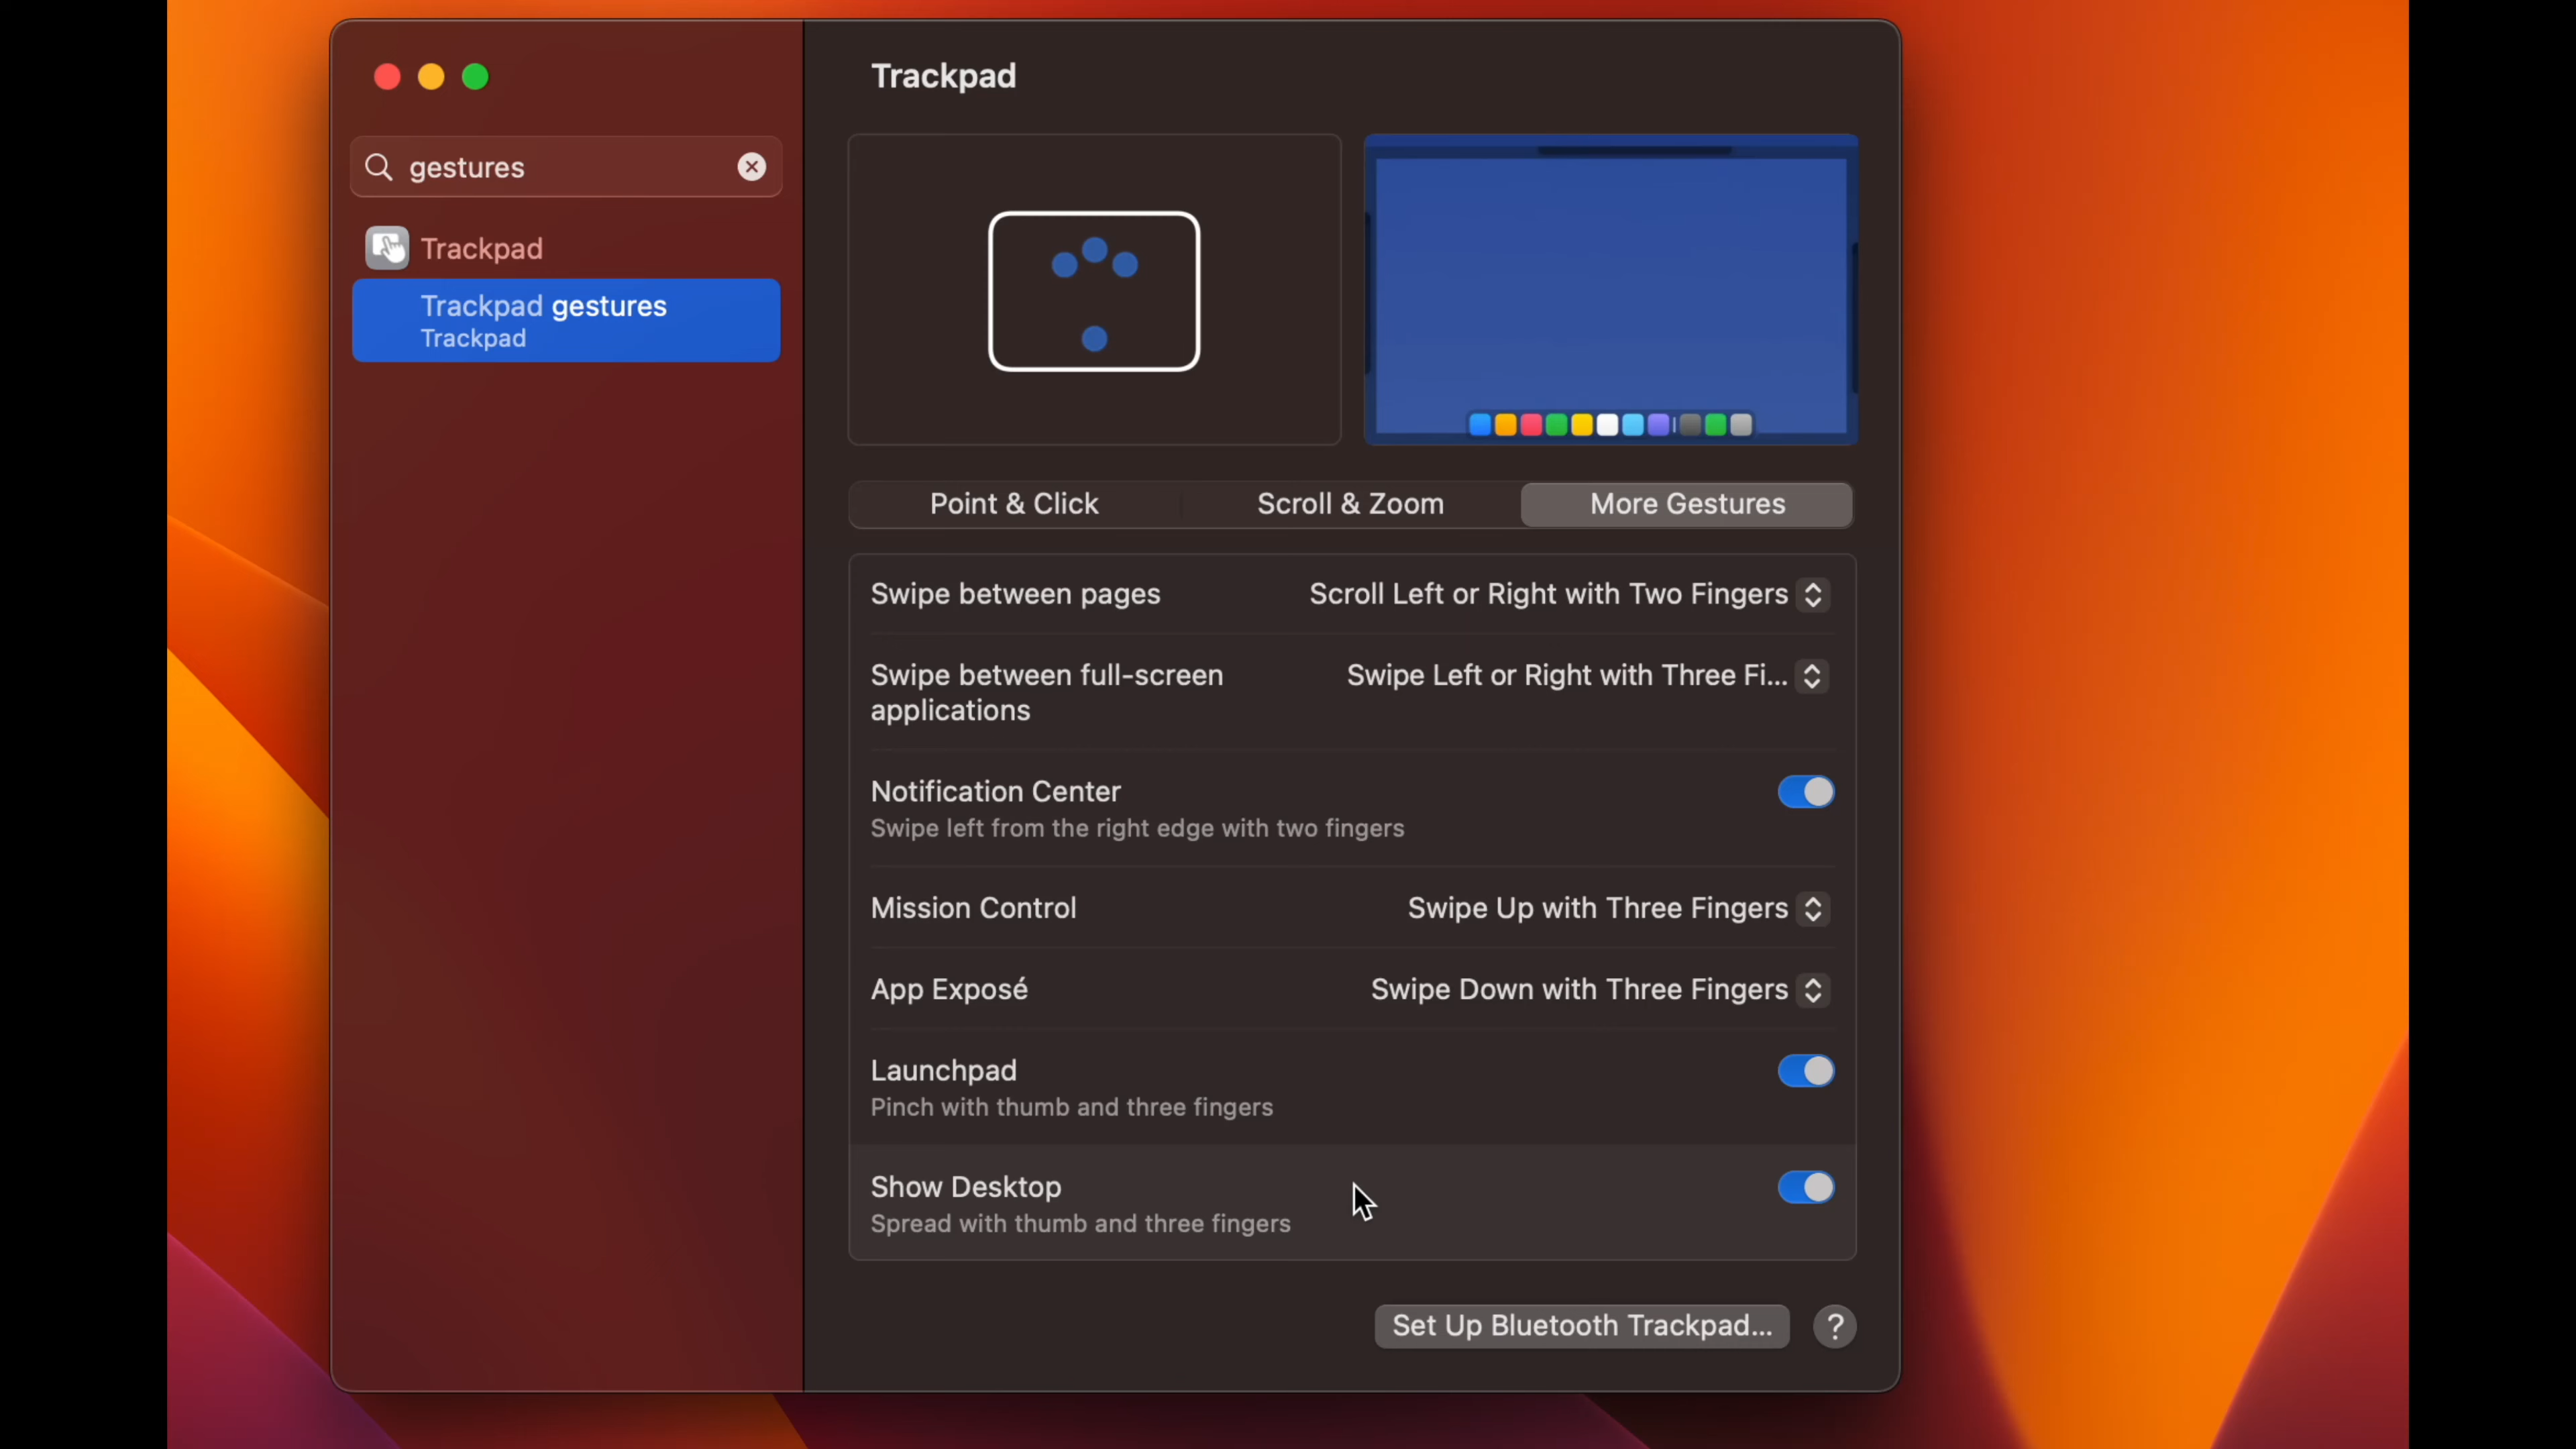 Trackpad
gestures
Trackpad
Trackpad gestures
Trackpad
Point & Click
Scroll & Zoom
More Gestures
Swipe between pages
Scroll Left or Right with Two Fingers
Swipe between full-screen
applications
Swipe Left or Right with Three Fi...
Notification Center
Swipe left from the right edge with two fingers
Mission Control
Swipe Up with Three Fingers
App Exposé
Swipe Down with Three Fingers
Launchpad
Pinch with thumb and three fingers
Show Desktop
Spread with thumb and three fingers
Set Up Bluetooth Trackpad...
?